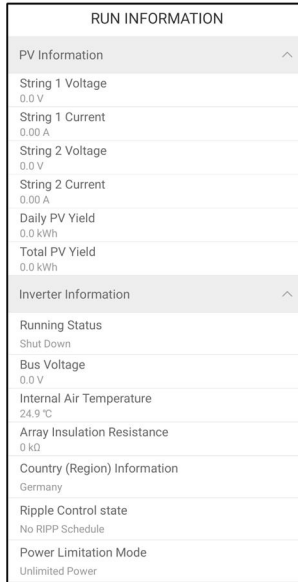 RUN INFORMATION
PV Information
String 1 Voltage
0.0 V
String 1 Current
0.00 A
String 2 Voltage
0.0 V
String 2 Current
0.00 A
Daily PV Yield
0.0 kWh
Total PV Yield
0.0 kWh
Inverter Information
Running Status
Shut Down
Bus Voltage
0.0 V
Internal Air Temperature
24.9 ℃
Array Insulation Resistance
0 kΩ
Country (Region) Information
Germany
Ripple Control state
No RIPP Schedule
Power Limitation Mode
Unlimited Power